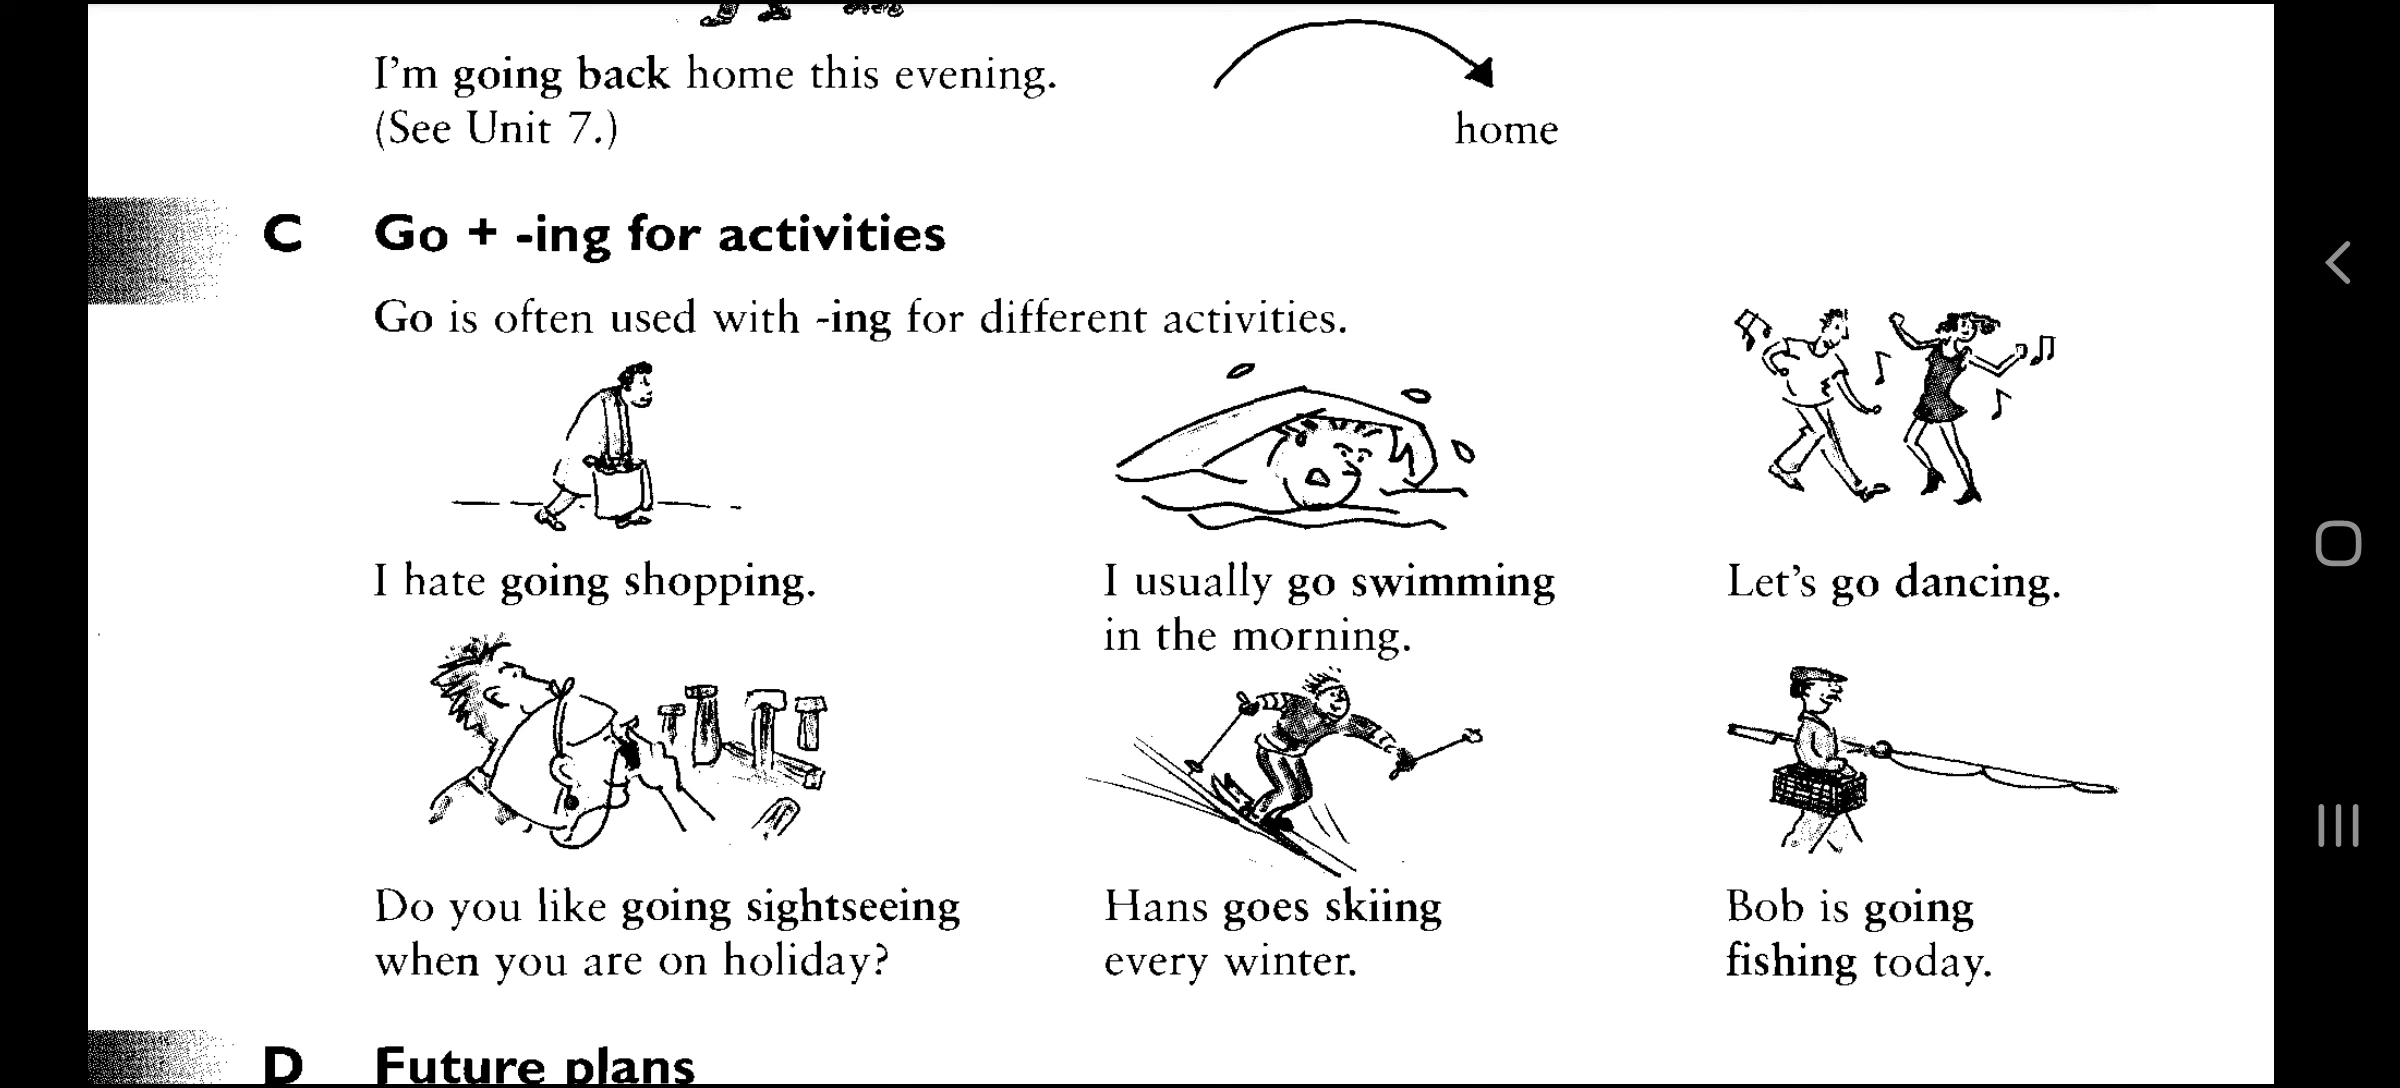 I'm going back home this evening.
(See Unit 7.)
home
C Go + -ing for activities
Go is often used with -ing for different activities.
I hate going shopping.
I usually go swimming
in the morning.
Let's go dancing.
Do you like going sightseeing
when you are on holiday?
Hans goes skiing
every winter.
Bob is going
fishing today.
D Future plans